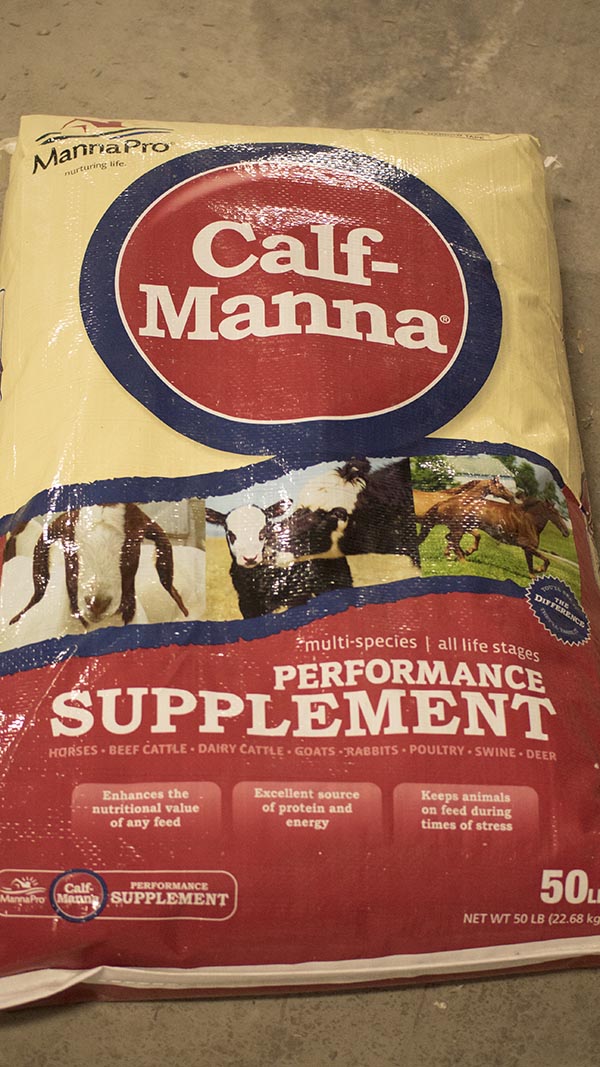 MannaPro
nurturing life.
Calf-
Manna®
THE
DIFFERENCE
multi-species | all life stages
PERFORMANCE
SUPPLEMENT
HORSES • BEEF CATTLE • DAIRY CATTLE • GOATS • RABBITS • POULTRY • SWINE • DEER
Enhances the
nutritional value
of any feed
Excellent source
of protein and
energy
Keeps animals
on feed during
times of stress
MannaPro
Calf-
Manna
PERFORMANCE
SUPPLEMENT
50
NET WT 50 LB (22.68 kg